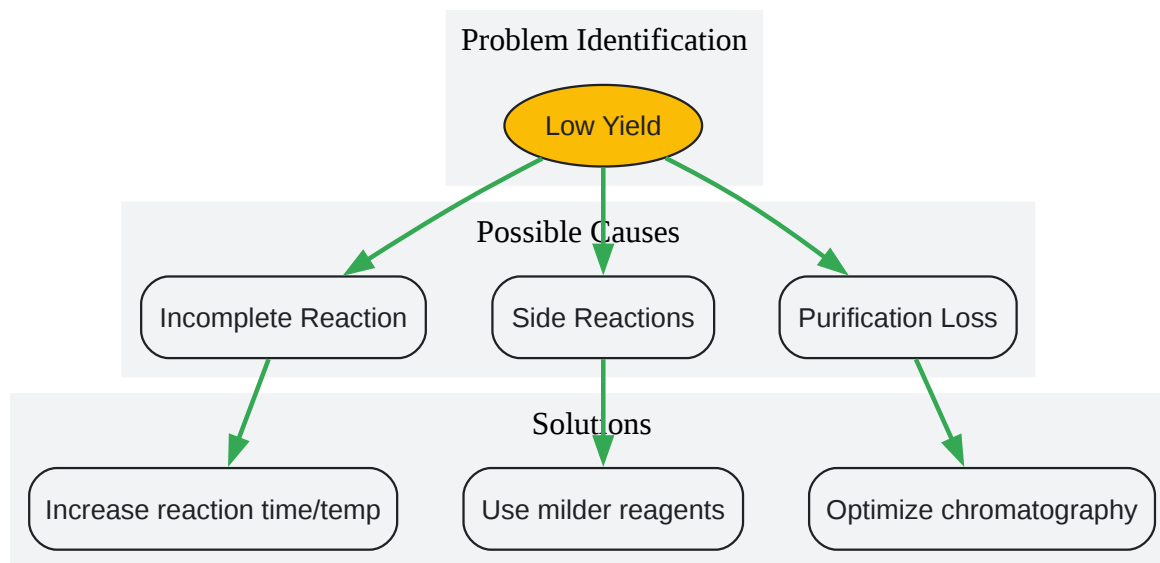 Problem Identification
Low Yield
Possible Causes
Incomplete Reaction
Side Reactions
Purification Loss
Solutions
Increase reaction time/temp
Use milder reagents
Optimize chromatography